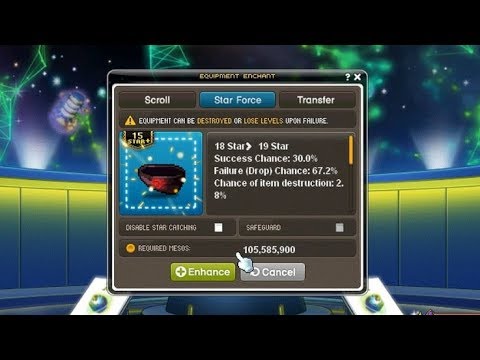 EQUIPMENT ENCHANT
? X
Scroll
Star Force
Transfer
EQUIPMENT CAN BE DESTROYED OR LOSE LEVELS UPON FAILURE.
15
STAR+
18 Star> 19 Star
Success Chance: 30.0%
Failure (Drop) Chance: 67.2%
Chance of item destruction: 2.
8%
DISABLE STAR CATCHING
SAFEGUARD
REQUIRED MESOS:
105,585,900
Enhance
Cancel